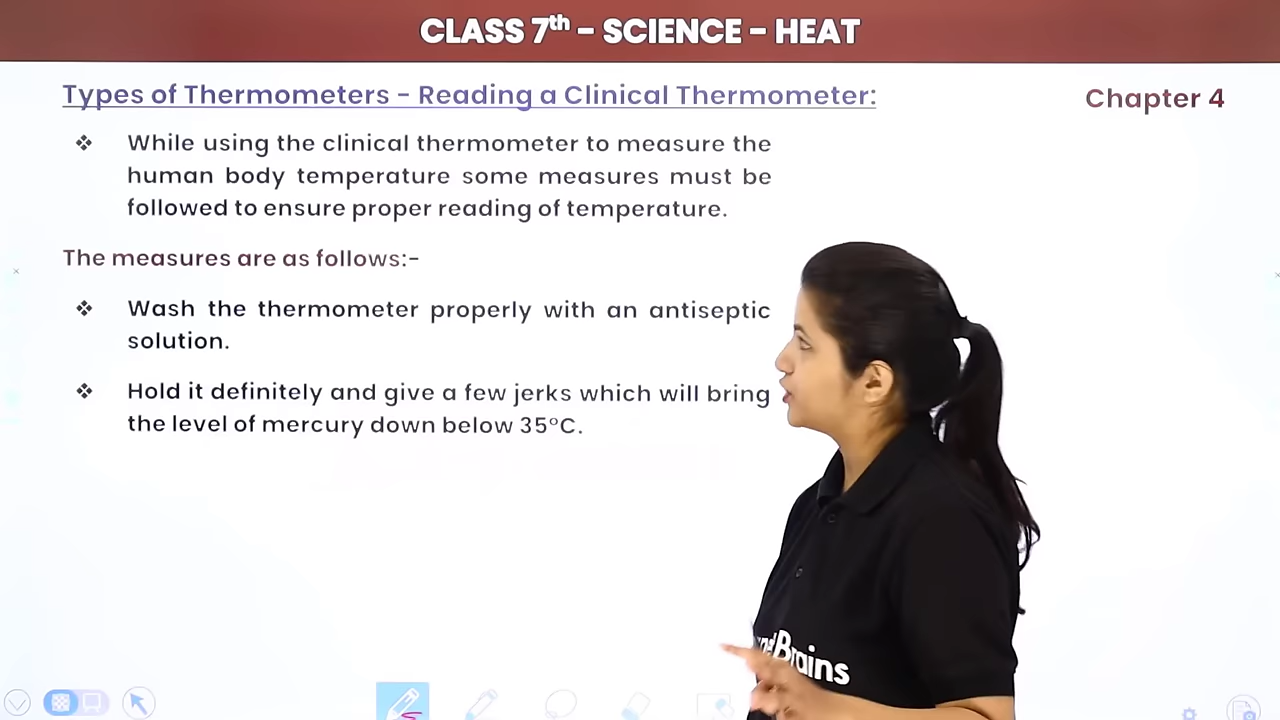 CLASS 7th – SCIENCE – HEAT
Types of Thermometers – Reading a Clinical Thermometer:
Chapter 4
❖ While using the clinical thermometer to measure the
human body temperature some measures must be
followed to ensure proper reading of temperature.
The measures are as follows:-
❖ Wash the thermometer properly with an antiseptic
solution.
❖ Hold it definitely and give a few jerks which will bring
the level of mercury down below 35°C.
Brains